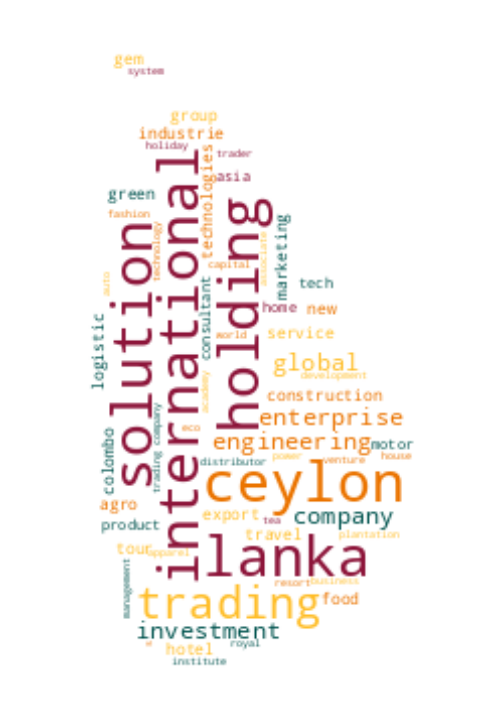 gem
system
group
industrie
holiday
trader
technologies
international
asia
green
fashion
holding
solution
technology
marketing
associate
capital
auto
tech
consultant
home
new
logistic
world
service
global
development
academy
construction
trading company
enterprise
eco
colombo
engineering
motor
distributor
power
venture
house
ceylon
agro
export
tea
company
product
travel
plantation
tour
apparel
lanka
management
resort
business
trading
food
investment
royal
hotel
institute